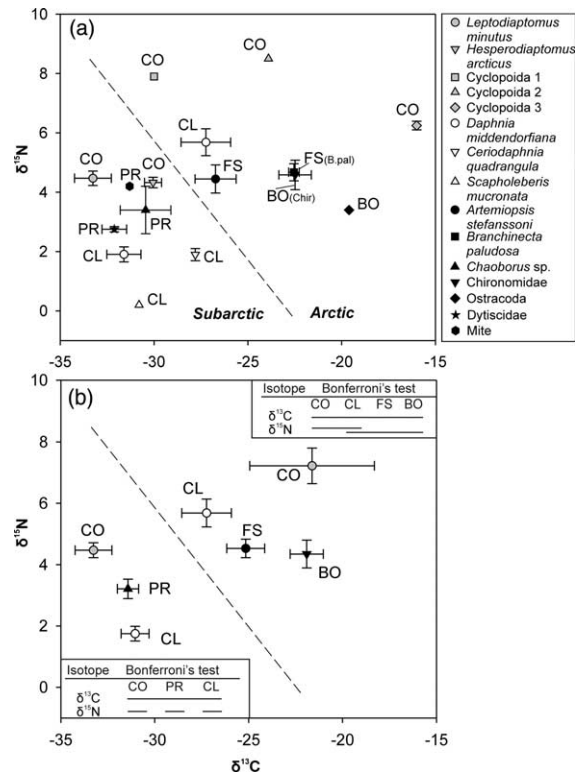 (a)
10
8
6
4
2
0
δ¹⁵N
CO
CO
CO
CL
CO
PR
CO
FS
FS(B.pal)
BO(Chir)
BO
PR
PR
CL
CL
CL
Subarctic Arctic
-35 -30 -25 -20 -15
Leptodiaptomus
minutus
Hesperodiaptomus
arcticus
Cyclopoida 1
Cyclopoida 2
Cyclopoida 3
Daphnia
middendorfiana
Ceriodaphnia
quadrangula
Scapholeberis
mucronata
Artemiopsis
stefanssoni
Branchinecta
paludosa
Chaoborus sp.
Chironomidae
Ostracoda
Dytiscidae
Mite
(b)
10
8
6
4
2
0
δ¹⁵N
Isotope Bonferroni's test
CO CL FS BO
δ¹³C
δ¹⁵N
CO
CL
CO
FS
BO
PR
CL
Isotope Bonferroni's test
CO PR CL
δ¹³C
δ¹⁵N
-35 -30 -25 -20 -15
δ¹³C